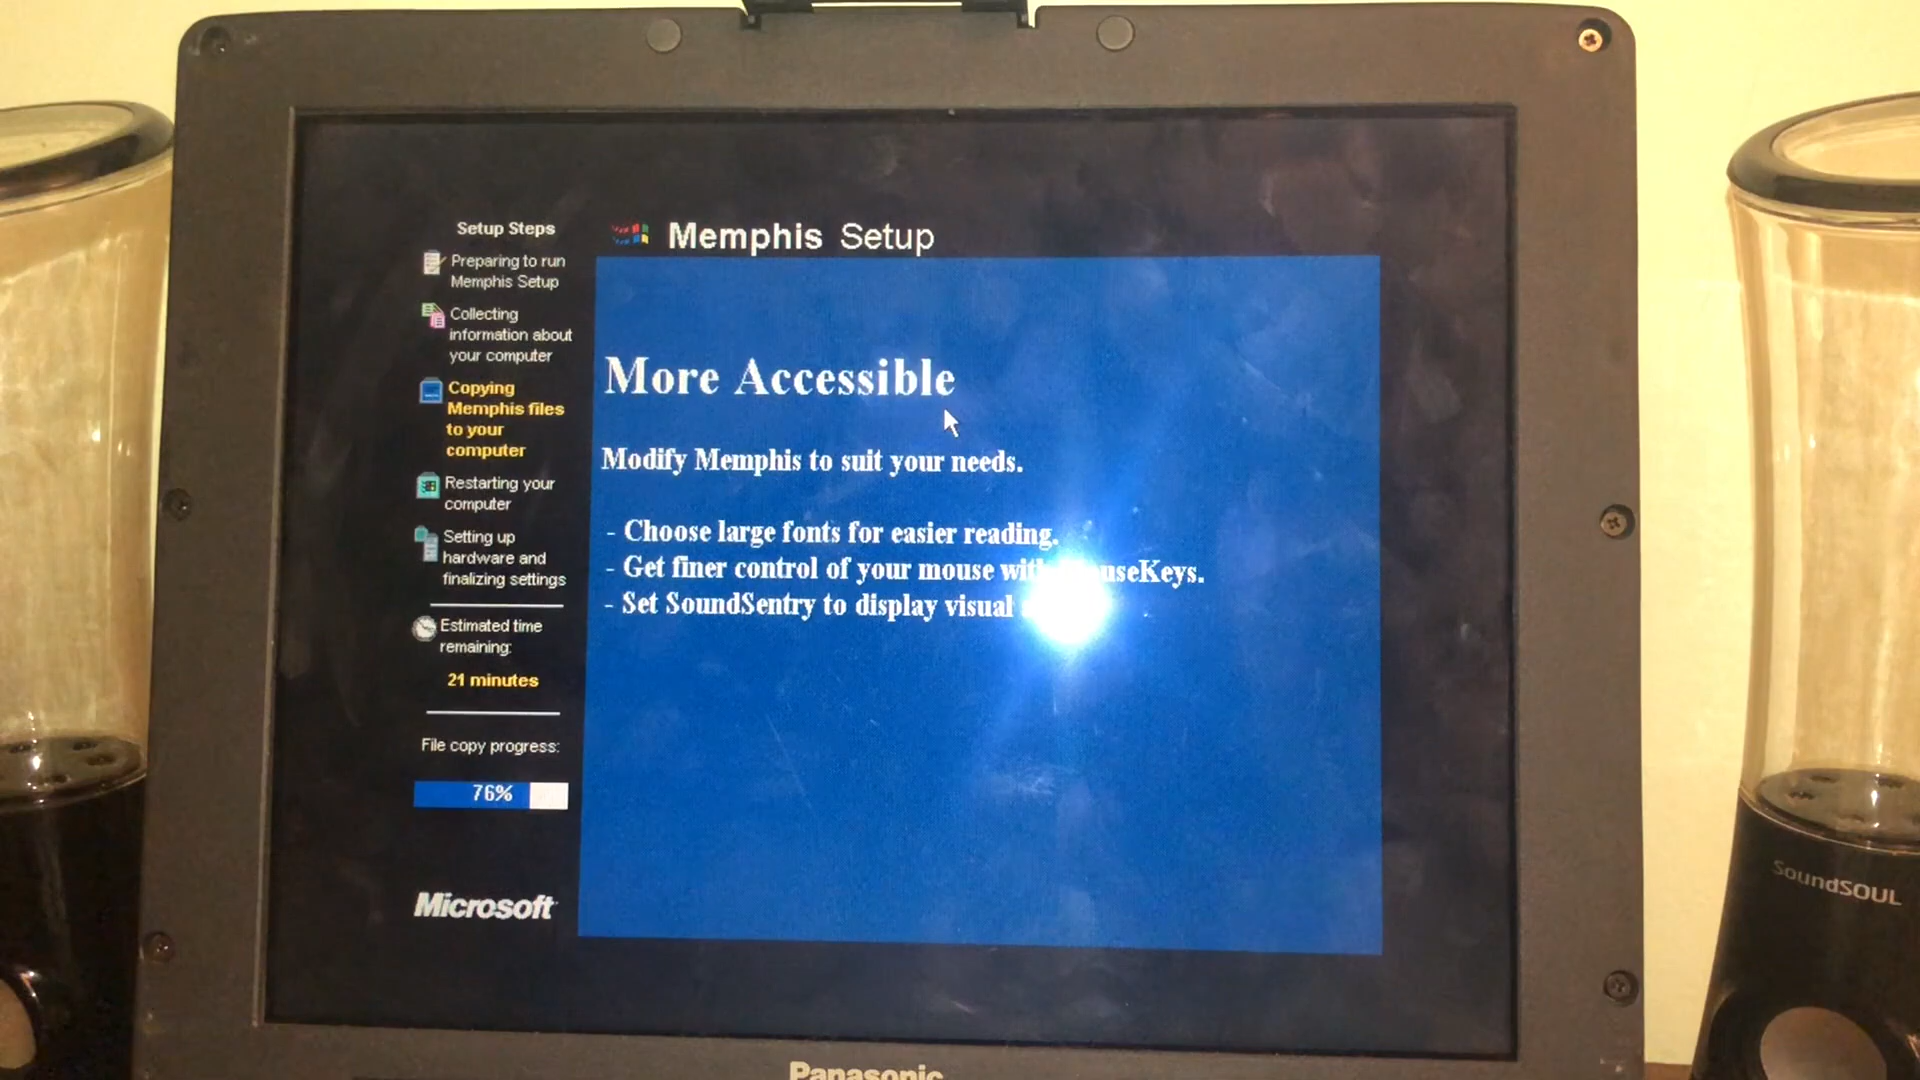 Setup Steps
Preparing to run
Memphis Setup
Collecting
information about
your computer
Copying
Memphis files
to your
computer
Restarting your
computer
Setting up
hardware and
finalizing settings
Estimated time
remaining:
21 minutes
File copy progress:
76%
Microsoft
Memphis Setup
More Accessible
Modify Memphis to suit your needs.
- Choose large fonts for easier reading.
- Get finer control of your mouse
- Set SoundSentry to display visual
Panasonic
SoundSOUL